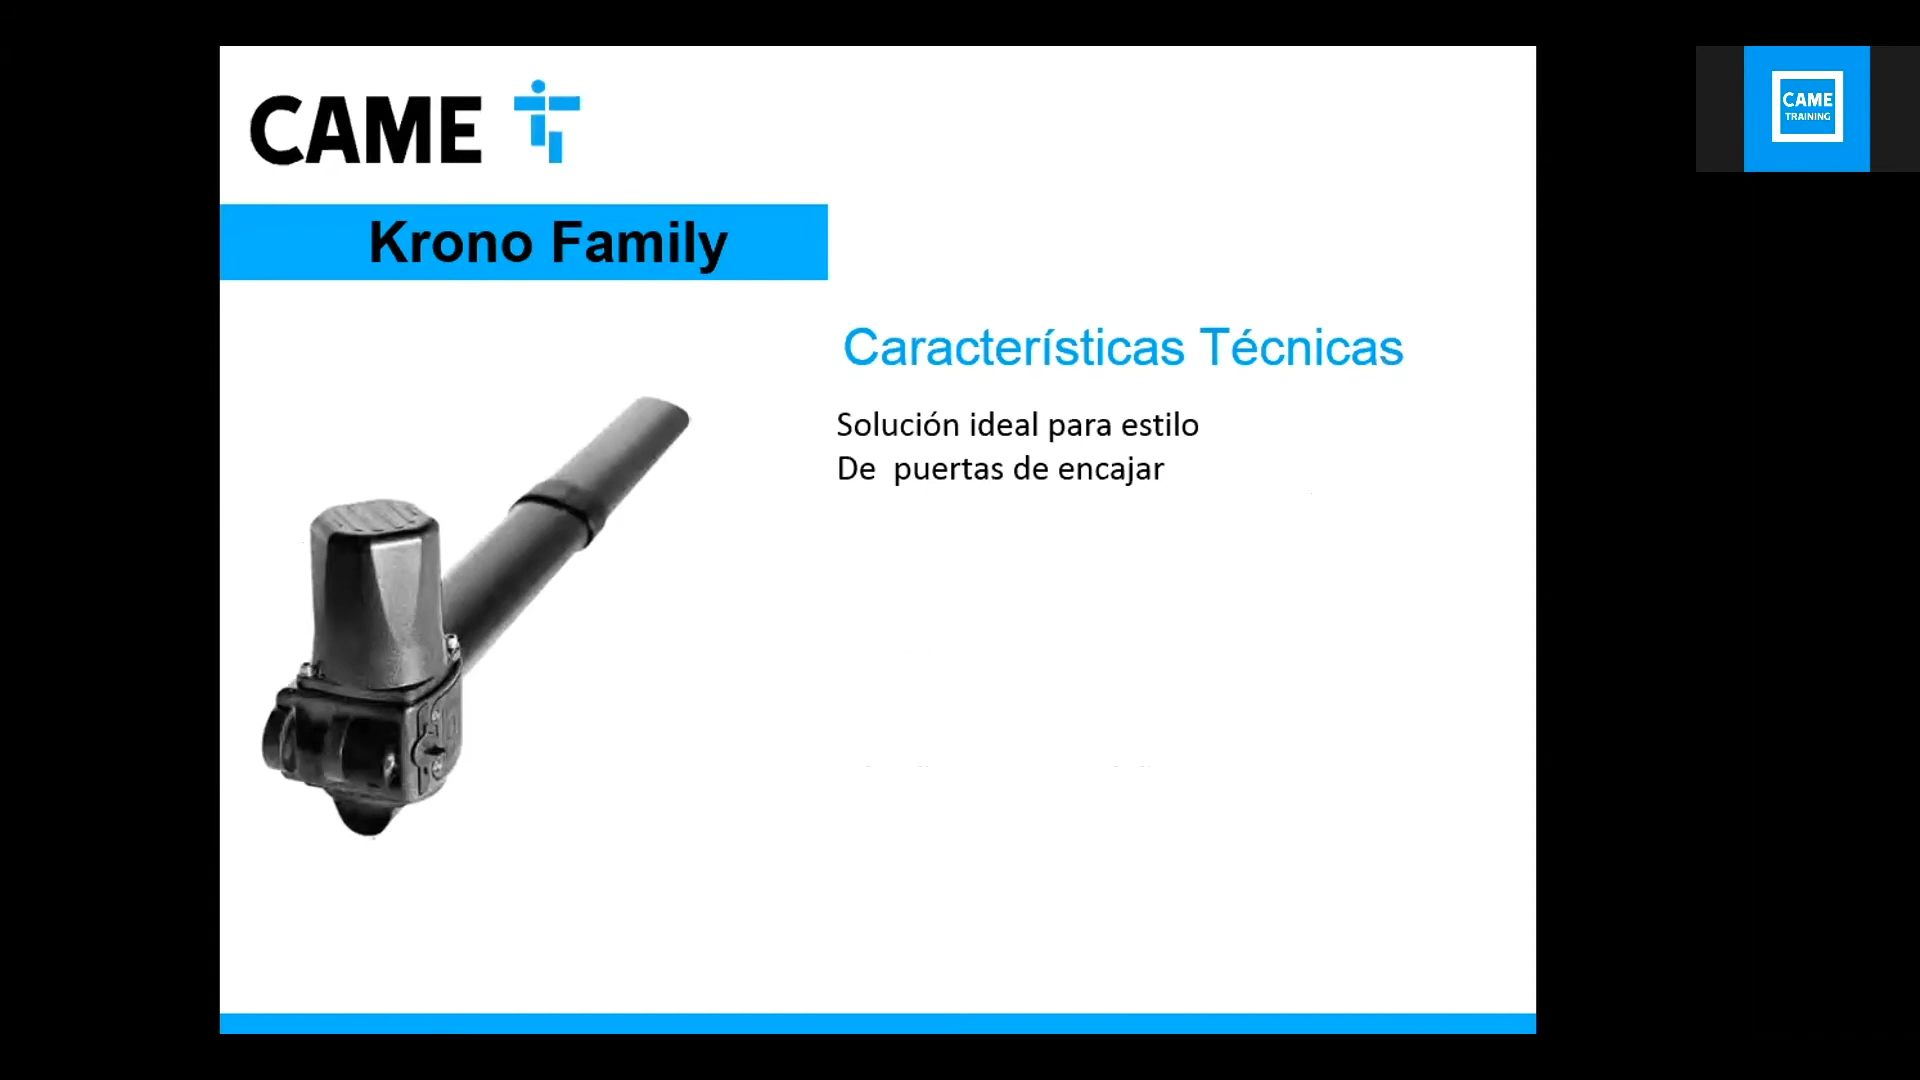 CAME
CAME
TRAINING
Krono Family
Características Técnicas
Solución ideal para estilo
De  puertas de encajar